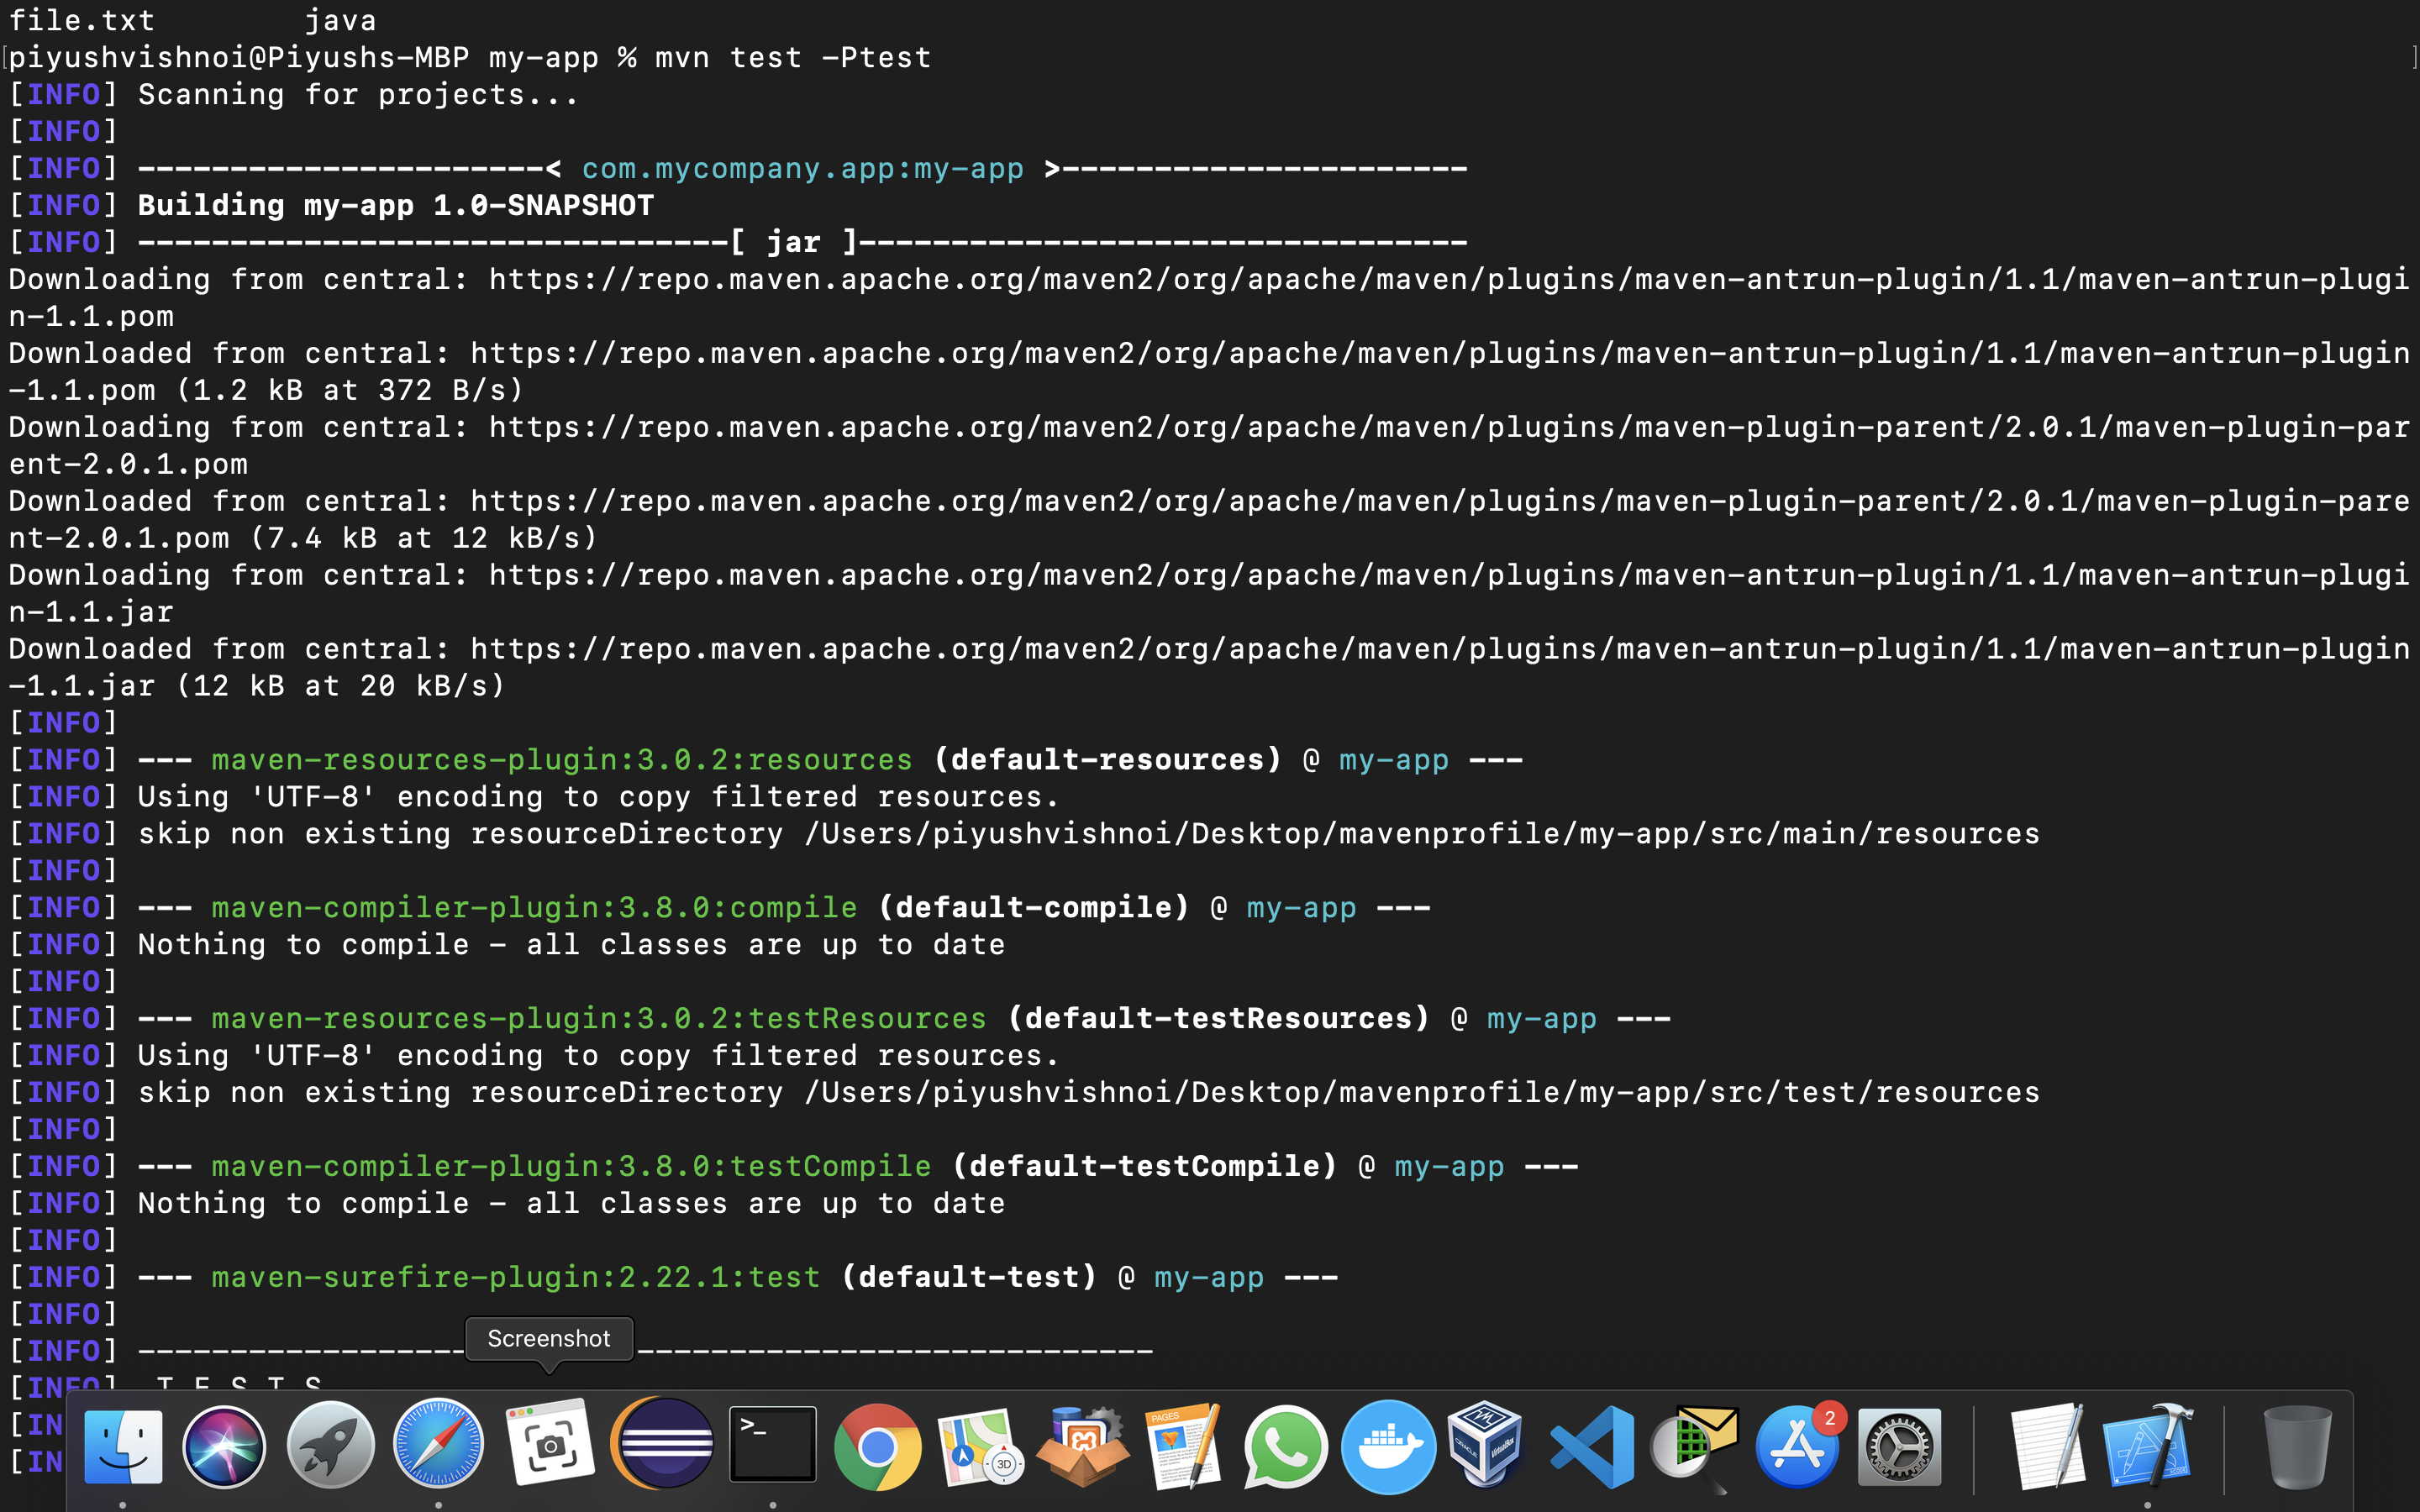 file.txt        java
piyushvishnoi@Piyushs-MBP my-app % mvn test -Ptest
[INFO] Scanning for projects...
[INFO]
[INFO] ----------------------< com.mycompany.app:my-app >----------------------
[INFO] Building my-app 1.0-SNAPSHOT
[INFO] --------------------------------[ jar ]---------------------------------
Downloading from central: https://repo.maven.apache.org/maven2/org/apache/maven/plugins/maven-antrun-plugin/1.1/maven-antrun-plugi
n-1.1.pom
Downloaded from central: https://repo.maven.apache.org/maven2/org/apache/maven/plugins/maven-antrun-plugin/1.1/maven-antrun-plugin
-1.1.pom (1.2 kB at 372 B/s)
Downloading from central: https://repo.maven.apache.org/maven2/org/apache/maven/plugins/maven-plugin-parent/2.0.1/maven-plugin-par
ent-2.0.1.pom
Downloaded from central: https://repo.maven.apache.org/maven2/org/apache/maven/plugins/maven-plugin-parent/2.0.1/maven-plugin-pare
nt-2.0.1.pom (7.4 kB at 12 kB/s)
Downloading from central: https://repo.maven.apache.org/maven2/org/apache/maven/plugins/maven-antrun-plugin/1.1/maven-antrun-plugi
n-1.1.jar
Downloaded from central: https://repo.maven.apache.org/maven2/org/apache/maven/plugins/maven-antrun-plugin/1.1/maven-antrun-plugin
-1.1.jar (12 kB at 20 kB/s)
[INFO]
[INFO] --- maven-resources-plugin:3.0.2:resources (default-resources) @ my-app ---
[INFO] Using 'UTF-8' encoding to copy filtered resources.
[INFO] skip non existing resourceDirectory /Users/piyushvishnoi/Desktop/mavenprofile/my-app/src/main/resources
[INFO]
[INFO] --- maven-compiler-plugin:3.8.0:compile (default-compile) @ my-app ---
[INFO] Nothing to compile - all classes are up to date
[INFO]
[INFO] --- maven-resources-plugin:3.0.2:testResources (default-testResources) @ my-app ---
[INFO] Using 'UTF-8' encoding to copy filtered resources.
[INFO] skip non existing resourceDirectory /Users/piyushvishnoi/Desktop/mavenprofile/my-app/src/test/resources
[INFO]
[INFO] --- maven-compiler-plugin:3.8.0:testCompile (default-testCompile) @ my-app ---
[INFO] Nothing to compile - all classes are up to date
[INFO]
[INFO] --- maven-surefire-plugin:2.22.1:test (default-test) @ my-app ---
[INFO]
[INFO] -------------------------------------------------------
Screenshot
[INFO]  T E S T S
[IN
[IN
PAGES
3D
2